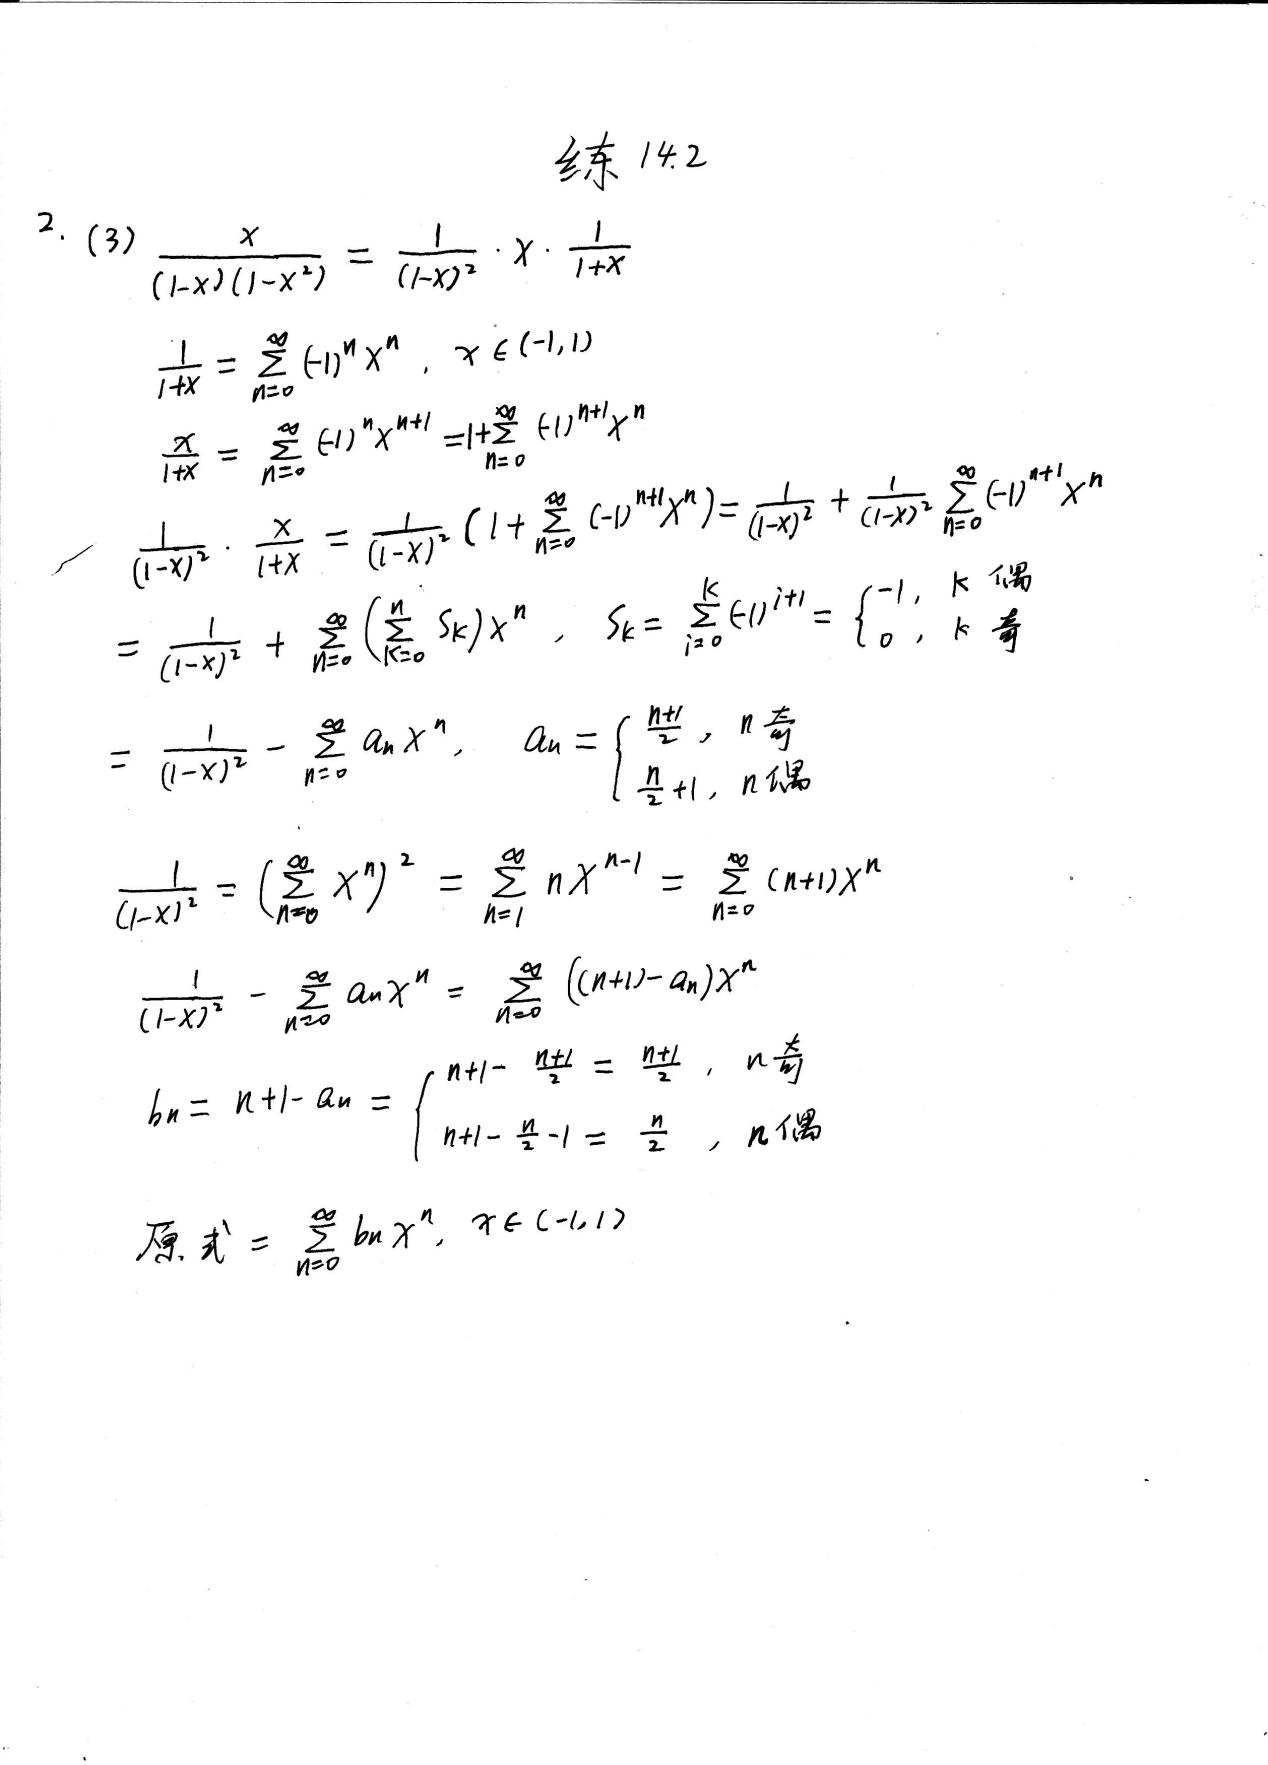 练 14.2
2. (3) \frac{x}{(1-x)(1-x^2)} = \frac{1}{(1-x)^2} \cdot x \cdot \frac{1}{1+x}
\frac{1}{1+x} = \sum_{n=0}^{\infty} (-1)^n x^n, x \in (-1,1)
\frac{x}{1+x} = \sum_{n=0}^{\infty} (-1)^n x^{n+1} = 1+\sum_{n=0}^{\infty} (-1)^{n+1} x^n
\frac{1}{(1-x)^2} \cdot \frac{x}{1+x} = \frac{1}{(1-x)^2} (1+\sum_{n=0}^{\infty} (-1)^{n+1} x^n) = \frac{1}{(1-x)^2} + \frac{1}{(1-x)^2} \sum_{n=0}^{\infty} (-1)^{n+1} x^n
= \frac{1}{(1-x)^2} + \sum_{n=0}^{\infty} (\sum_{k=0}^{n} S_k) x^n, S_k = \sum_{i=0}^{k} (-1)^{i+1} = \begin{cases} -1, k 偶 \\ 0, k 奇 \end{cases}
= \frac{1}{(1-x)^2} - \sum_{n=0}^{\infty} a_n x^n, a_n = \begin{cases} \frac{n+1}{2}, n 奇 \\ \frac{n}{2}+1, n 偶 \end{cases}
\frac{1}{(1-x)^2} = (\sum_{n=0}^{\infty} x^n)^2 = \sum_{n=1}^{\infty} n x^{n-1} = \sum_{n=0}^{\infty} (n+1) x^n
\frac{1}{(1-x)^2} - \sum_{n=0}^{\infty} a_n x^n = \sum_{n=0}^{\infty} ((n+1)-a_n) x^n
b_n = n+1-a_n = \begin{cases} n+1-\frac{n+1}{2} = \frac{n+1}{2}, n 奇 \\ n+1-\frac{n}{2}-1 = \frac{n}{2}, n 偶 \end{cases}
原式 = \sum_{n=0}^{\infty} b_n x^n, x \in (-1,1)